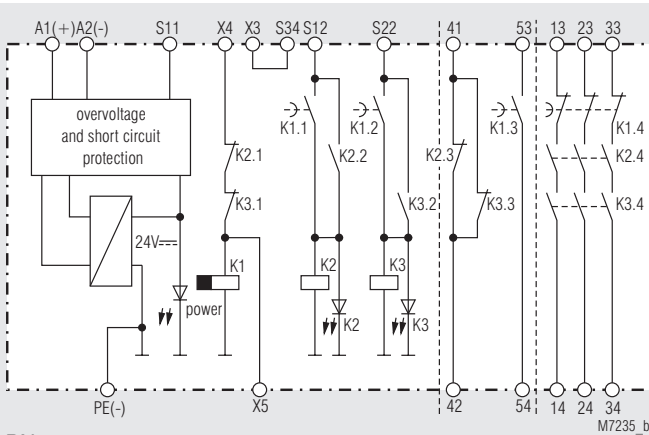 A1(+) A2(-) S11 X4 X3 S34 S12 S22 41 53 13 23 33
overvoltage
and short circuit
protection
K1.1 K1.2 K1.3 K1.4
K2.1 K2.2 K2.3 K2.4
K3.1 K3.2 K3.3 K3.4
24V
K1 K2 K3
power
K2 K3
PE(-) X5 42 54 14 24 34
M7235_b